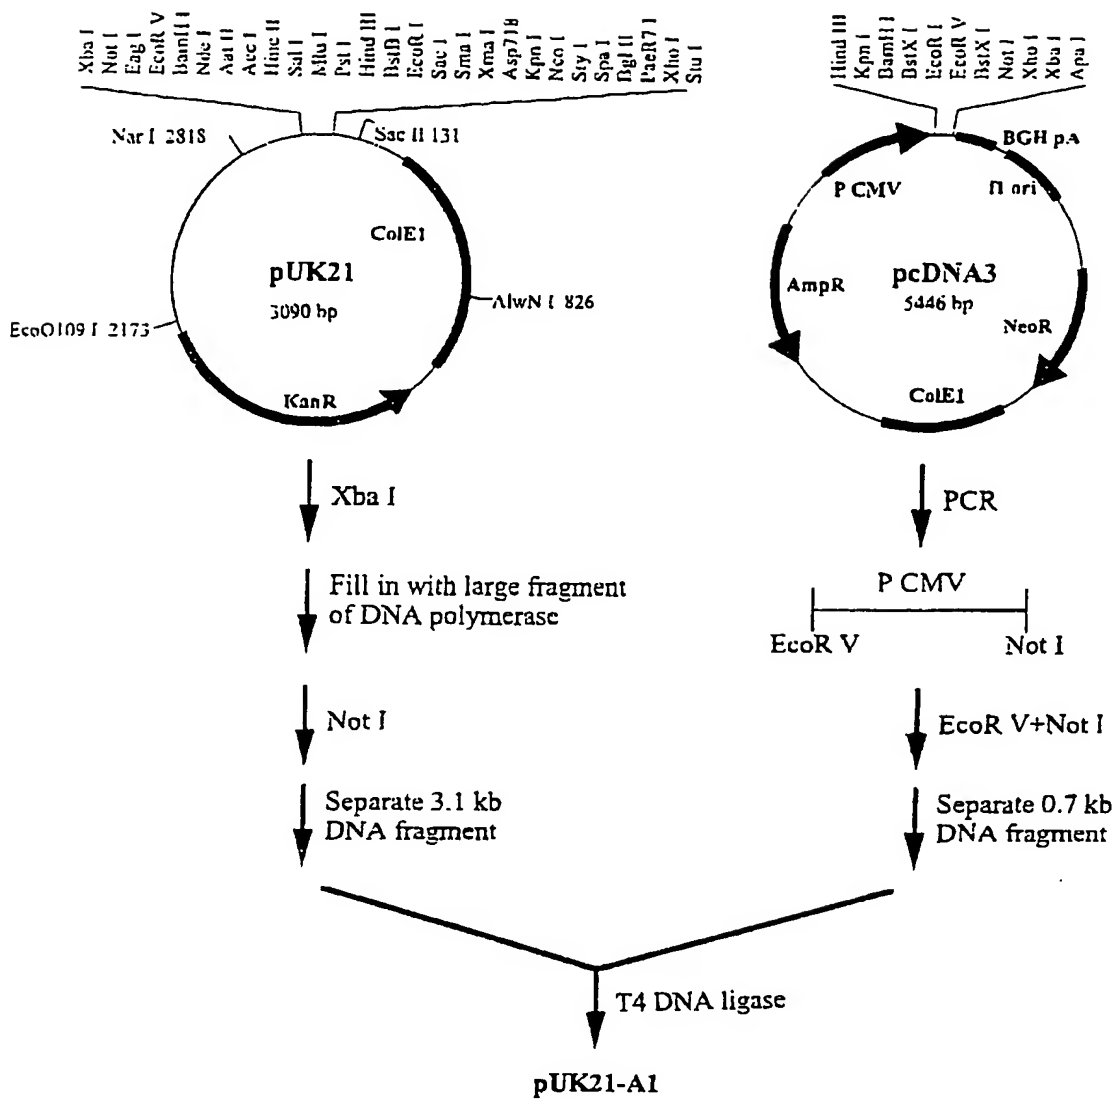 Xba I
Not I
Eag I
EcoR V
BamH I
Nde I
Aat II
Acc I
Hinc II
Sal I
Mlu I
Pst I
Hind III
BstB I
EcoR I
Sac I
Sma I
Xma I
Asp718
Kpn I
Nco I
Sty I
Spa I
Bgl II
PaeR7 I
Xho I
Stu I
Hind III
Kpn I
BamH I
BstX I
EcoR I
EcoR V
BstX I
Not I
Xho I
Xba I
Apa I
Nar I 2818
Sac II 131
BGH pA
P CMV
f1 ori
ColE1
pUK21
3090 bp
AlwN I 826
EcoO109 I 2173
KanR
AmpR
pcDNA3
5446 bp
NeoR
ColE1
Xba I
PCR
Fill in with large fragment
of DNA polymerase
P CMV
EcoR V
Not I
Not I
EcoR V+Not I
Separate 3.1 kb
DNA fragment
Separate 0.7 kb
DNA fragment
T4 DNA ligase
pUK21-A1